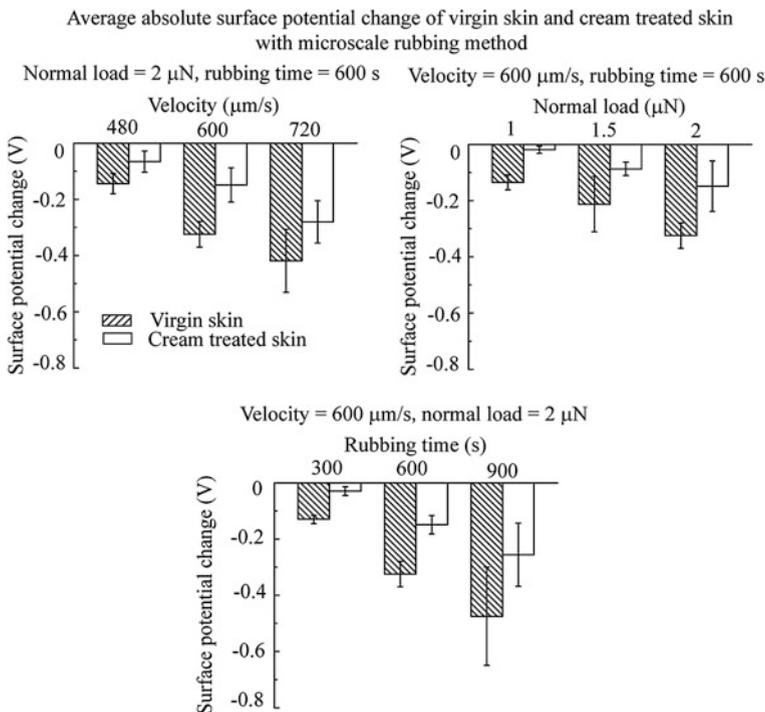 Average absolute surface potential change of virgin skin and cream treated skin
with microscale rubbing method
Normal load = 2 μN, rubbing time = 600 s
Velocity (μm/s)
480 600 720
Surface potential change (V)
0
-0.2
-0.4
-0.6
-0.8
Virgin skin
Cream treated skin
Velocity = 600 μm/s, rubbing time = 600 s
Normal load (μN)
1 1.5 2
Surface potential change (V)
0
-0.2
-0.4
-0.6
-0.8
Velocity = 600 μm/s, normal load = 2 μN
Rubbing time (s)
300 600 900
Surface potential change (V)
0
-0.2
-0.4
-0.6
-0.8